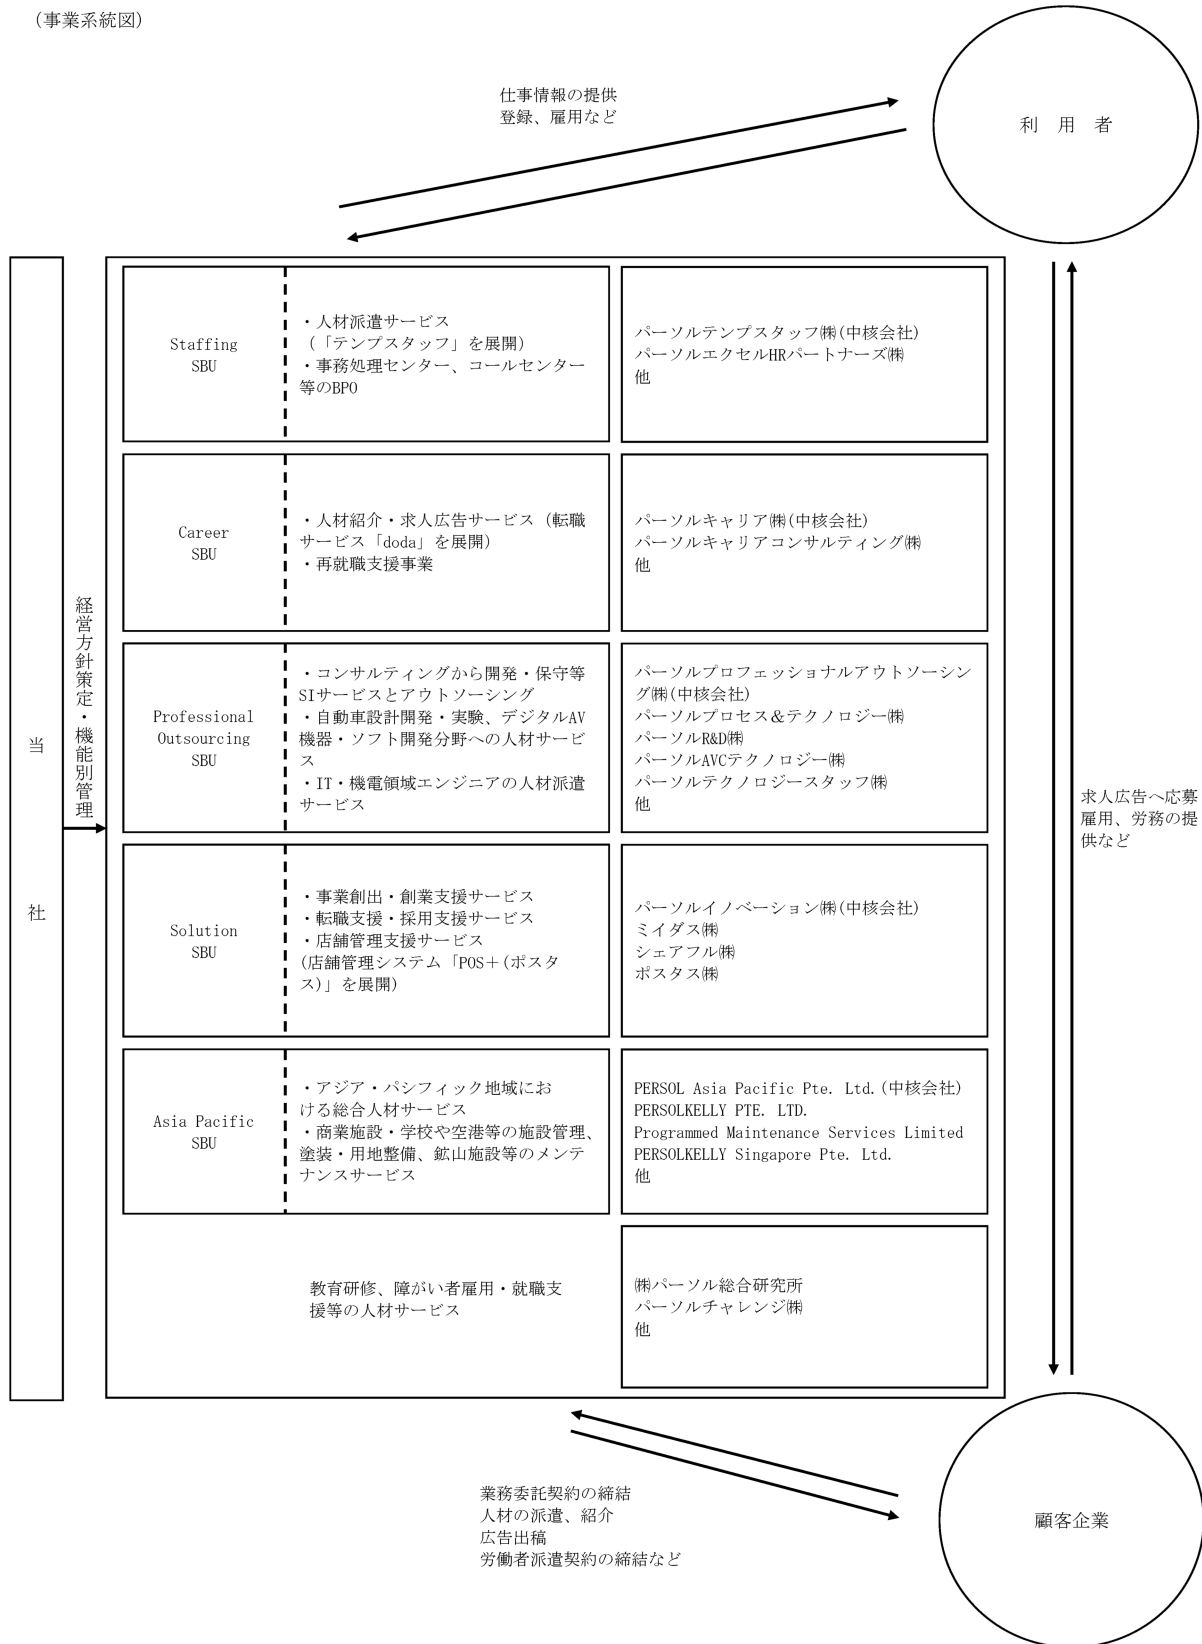 （事業系統図）
仕事情報の提供
登録、雇用など
利　用　者
当
社
経営方針策定・機能別管理
Staffing
SBU
・人材派遣サービス
（「テンプスタッフ」を展開）
・事務処理センター、コールセンター
等のBPO
パーソルテンプスタッフ㈱(中核会社)
パーソルエクセルHRパートナーズ㈱
他
Career
SBU
・人材紹介・求人広告サービス（転職
サービス「doda」を展開）
・再就職支援事業
パーソルキャリア㈱(中核会社)
パーソルキャリアコンサルティング㈱
他
Professional
Outsourcing
SBU
・コンサルティングから開発・保守等
SIサービスとアウトソーシング
・自動車設計開発・実験、デジタルAV
機器・ソフト開発分野への人材サービ
ス
・IT・機電領域エンジニアの人材派遣
サービス
パーソルプロフェッショナルアウトソーシン
グ㈱(中核会社)
パーソルプロセス＆テクノロジー㈱
パーソルR&D㈱
パーソルAVCテクノロジー㈱
パーソルテクノロジースタッフ㈱
他
Solution
SBU
・事業創出・創業支援サービス
・転職支援・採用支援サービス
・店舗管理支援サービス
(店舗管理システム「POS＋(ポスタ
ス)」を展開)
パーソルイノベーション㈱(中核会社)
ミイダス㈱
シェアフル㈱
ポスタス㈱
Asia Pacific
SBU
・アジア・パシフィック地域にお
ける総合人材サービス
・商業施設・学校や空港等の施設管理、
塗装・用地整備、鉱山施設等のメンテ
ナンスサービス
PERSOL Asia Pacific Pte. Ltd.(中核会社)
PERSOLKELLY PTE. LTD.
Programmed Maintenance Services Limited
PERSOLKELLY Singapore Pte. Ltd.
他
教育研修、障がい者雇用・就職支
援等の人材サービス
㈱パーソル総合研究所
パーソルチャレンジ㈱
他
求人広告へ応募
雇用、労務の提
供など
業務委託契約の締結
人材の派遣、紹介
広告出稿
労働者派遣契約の締結など
顧客企業